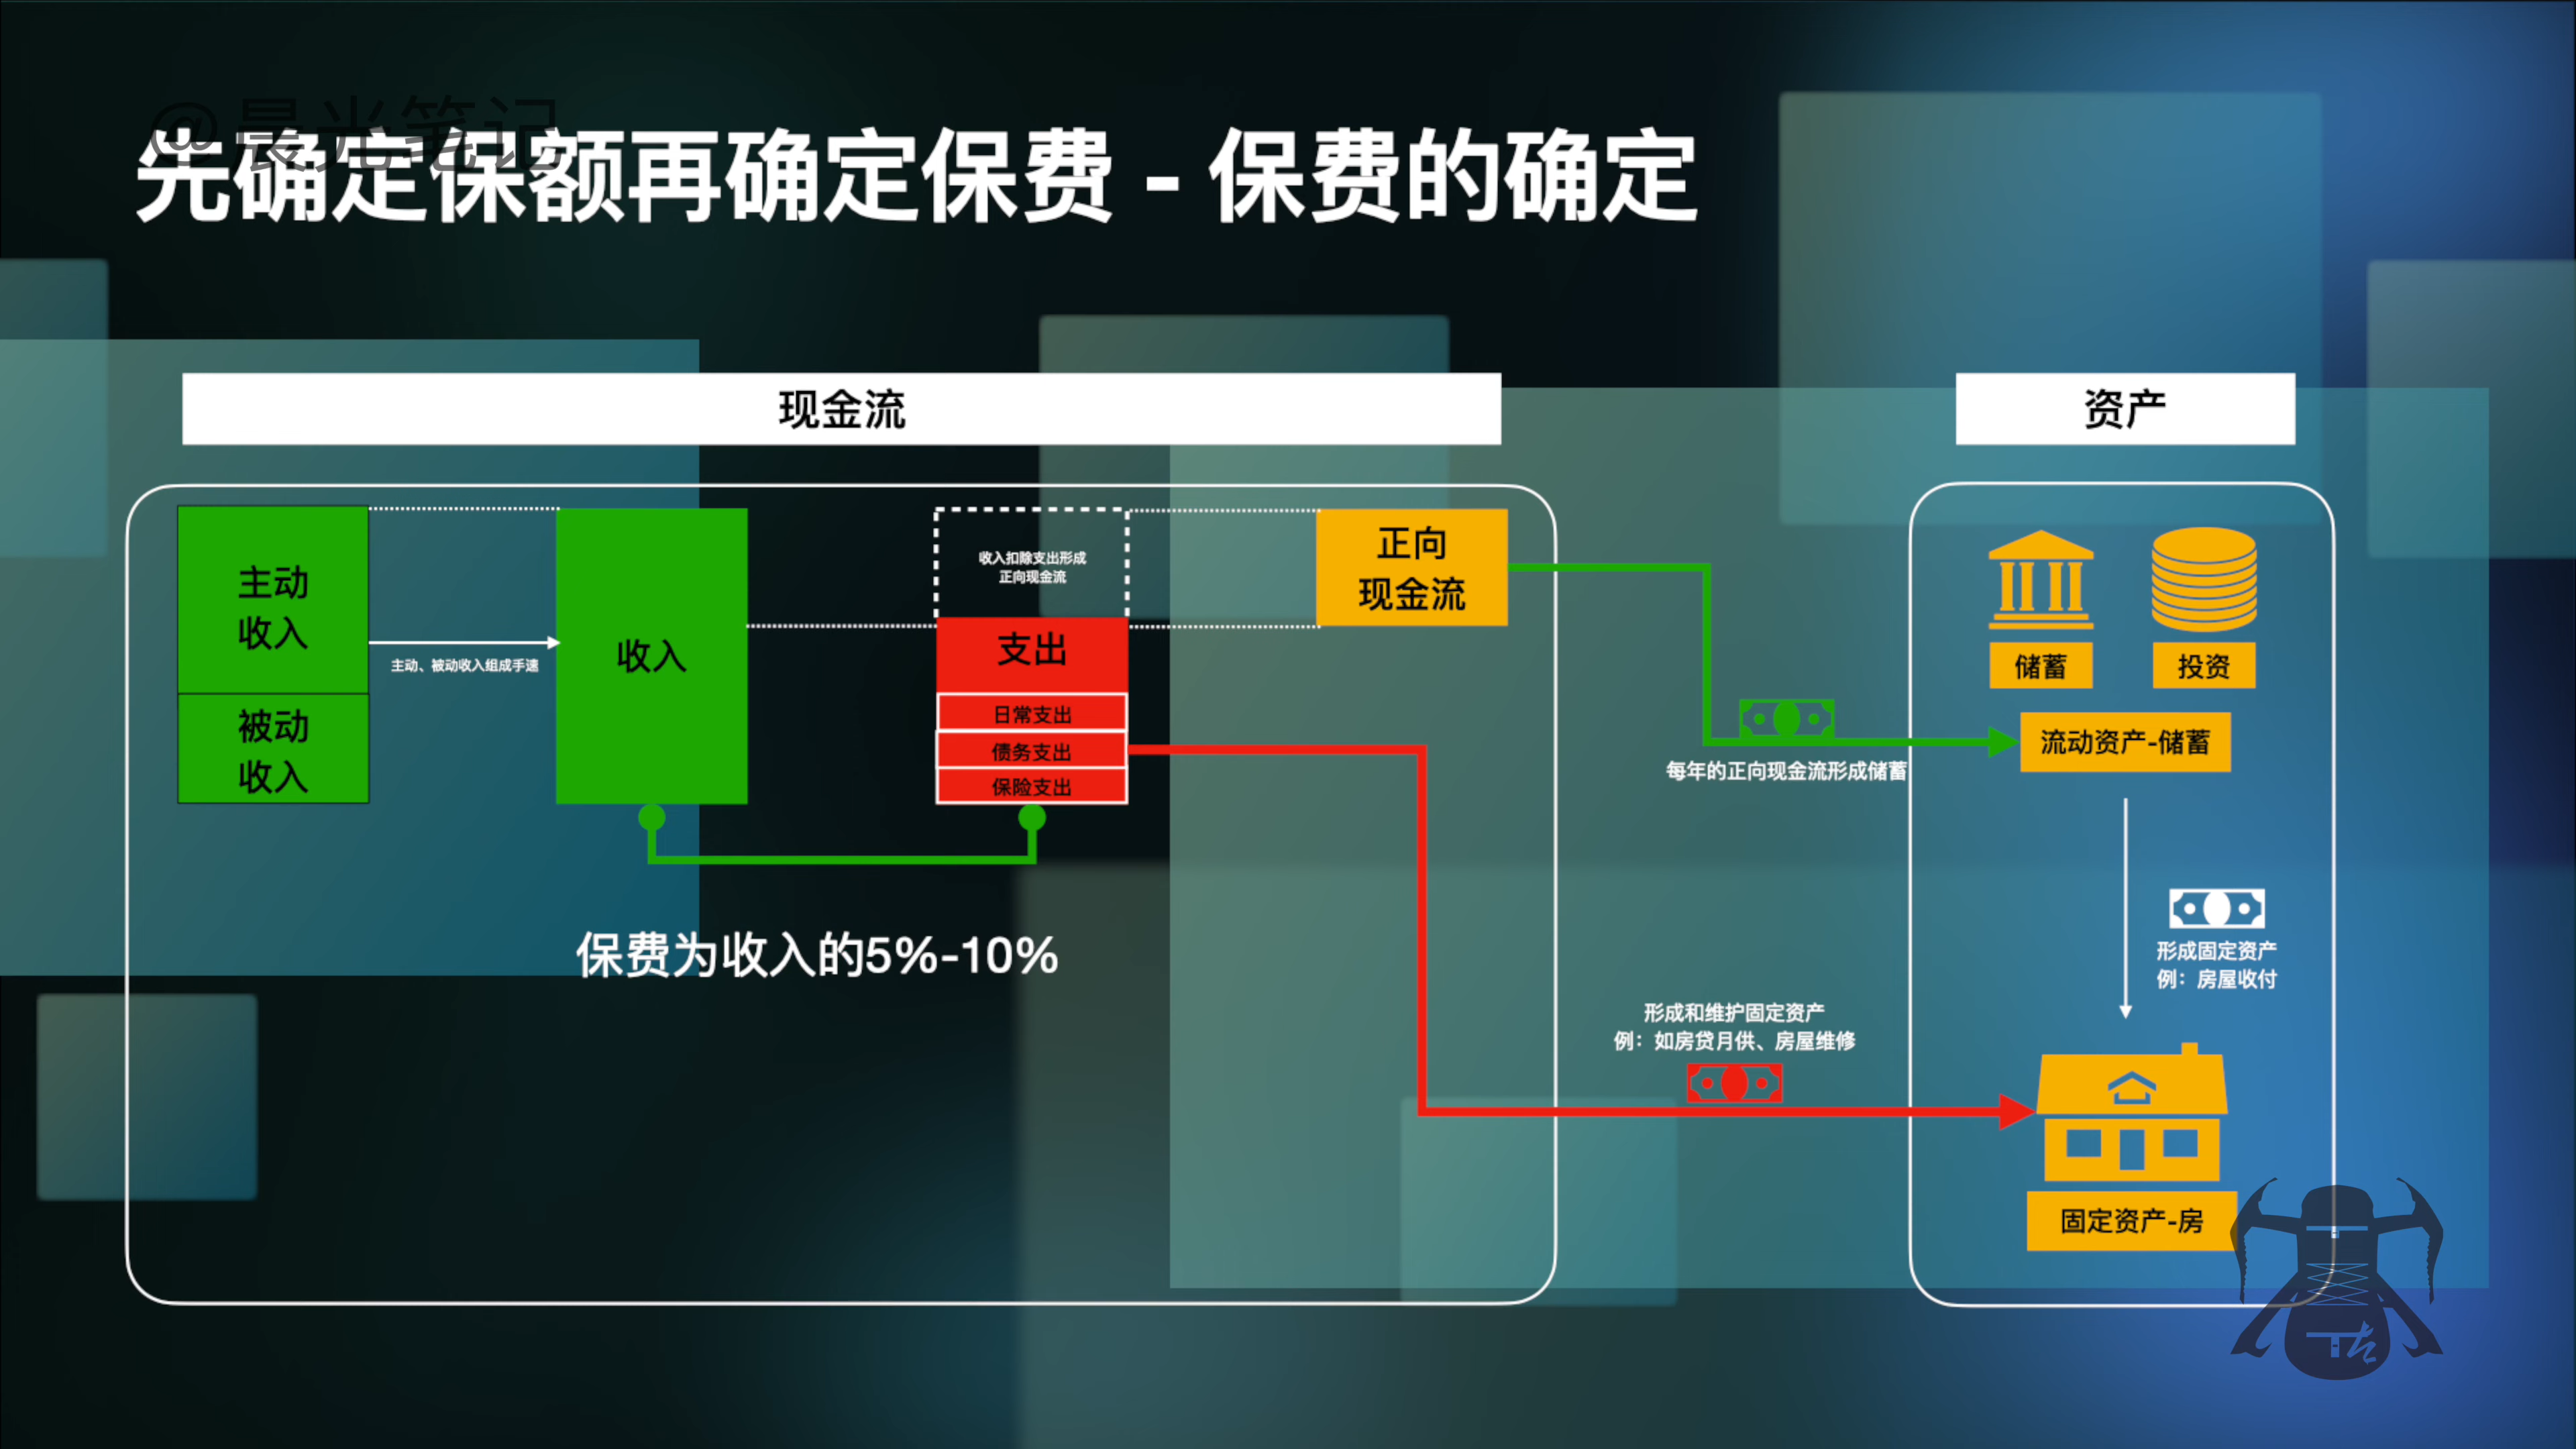 @晨光笔记
先确定保额再确定保费 - 保费的确定
现金流
资产
主动
收入
被动
收入
主动、被动收入组成手速
收入
收入扣除支出形成
正向现金流
支出
日常支出
债务支出
保险支出
正向
现金流
保费为收入的5%-10%
每年的正向现金流形成储蓄
形成和维护固定资产
例：如房贷月供、房屋维修
储蓄
投资
流动资产-储蓄
形成固定资产
例：房屋收付
固定资产-房